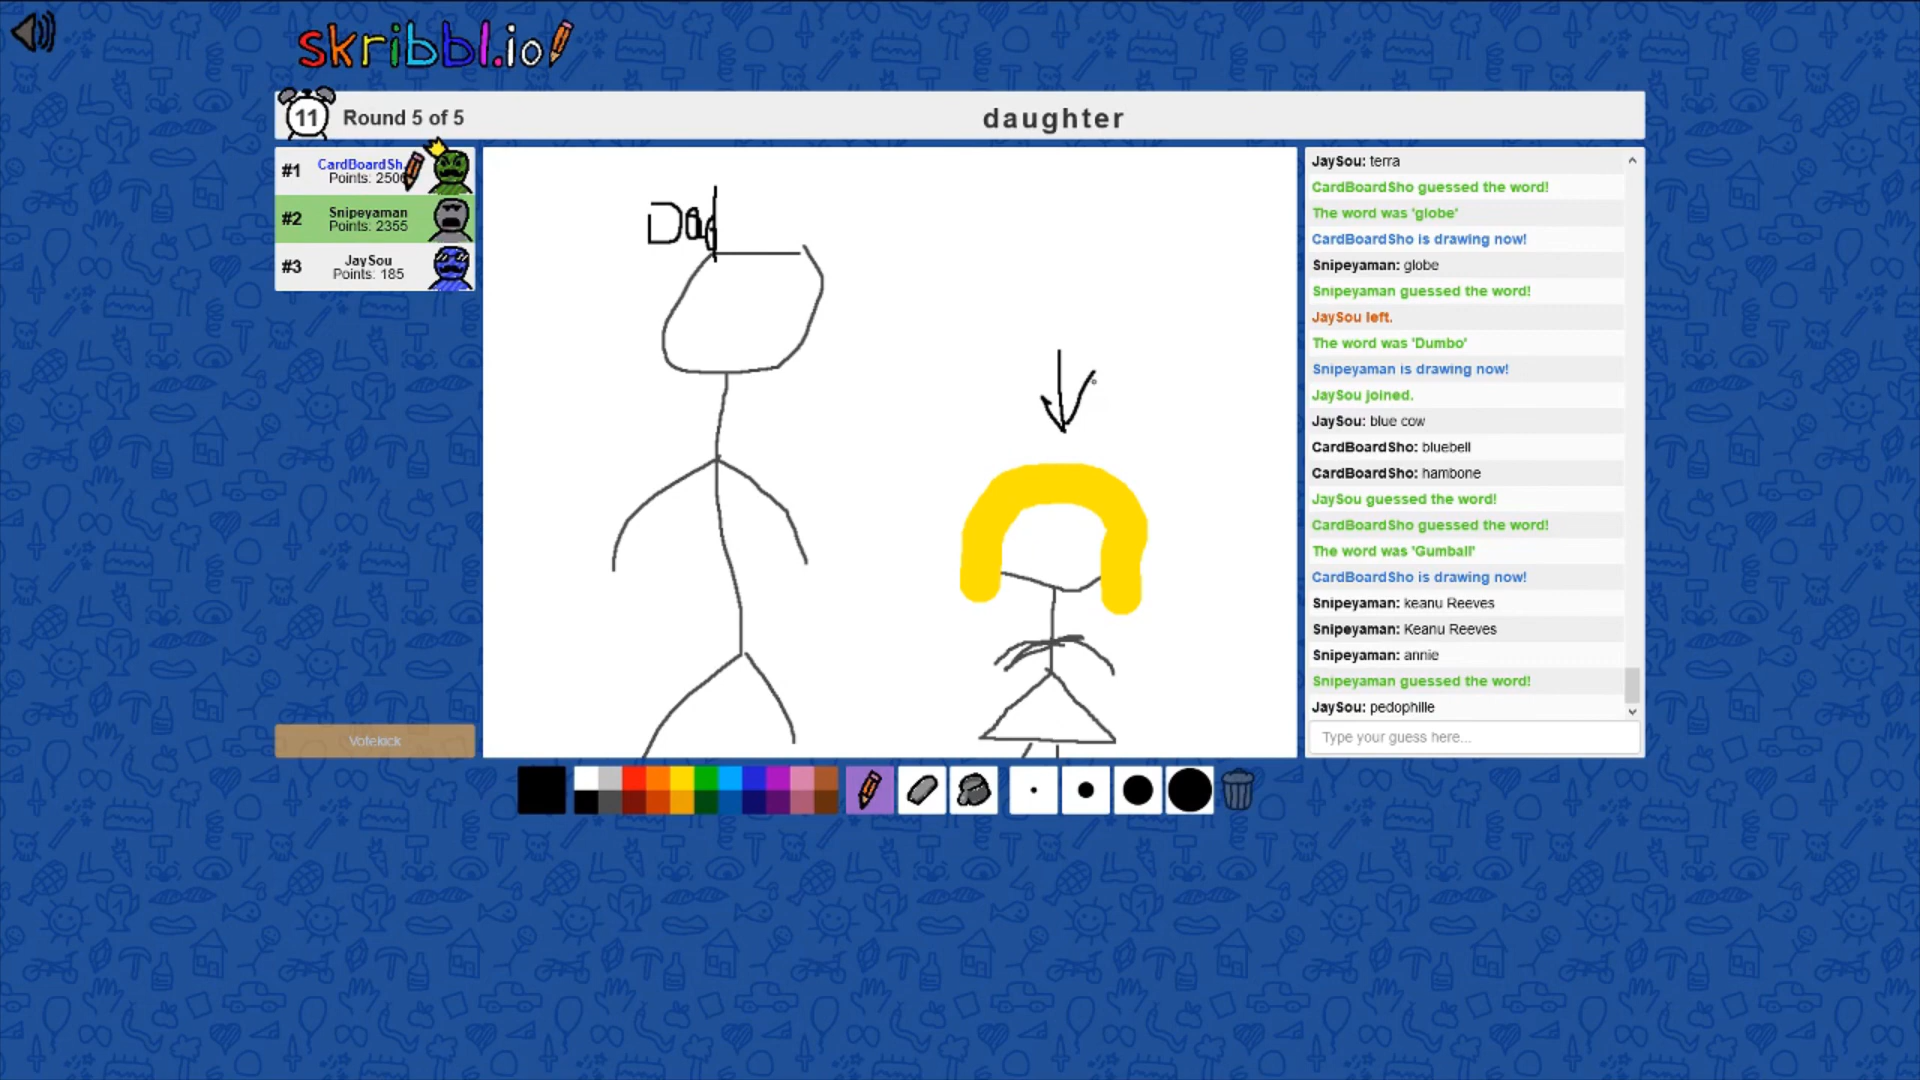 skribbl.io
11 Round 5 of 5 daughter
#1 CardBoardSh
Points: 2506
#2 Snipeyaman
Points: 2355
#3 JaySou
Points: 185
Votekick
Dad
JaySou: terra
CardBoardSho guessed the word!
The word was 'globe'
CardBoardSho is drawing now!
Snipeyaman: globe
Snipeyaman guessed the word!
JaySou left.
The word was 'Dumbo'
Snipeyaman is drawing now!
JaySou joined.
JaySou: blue cow
CardBoardSho: bluebell
CardBoardSho: hambone
JaySou guessed the word!
CardBoardSho guessed the word!
The word was 'Gumball'
CardBoardSho is drawing now!
Snipeyaman: keanu Reeves
Snipeyaman: Keanu Reeves
Snipeyaman: annie
Snipeyaman guessed the word!
JaySou: pedophille
Type your guess here...